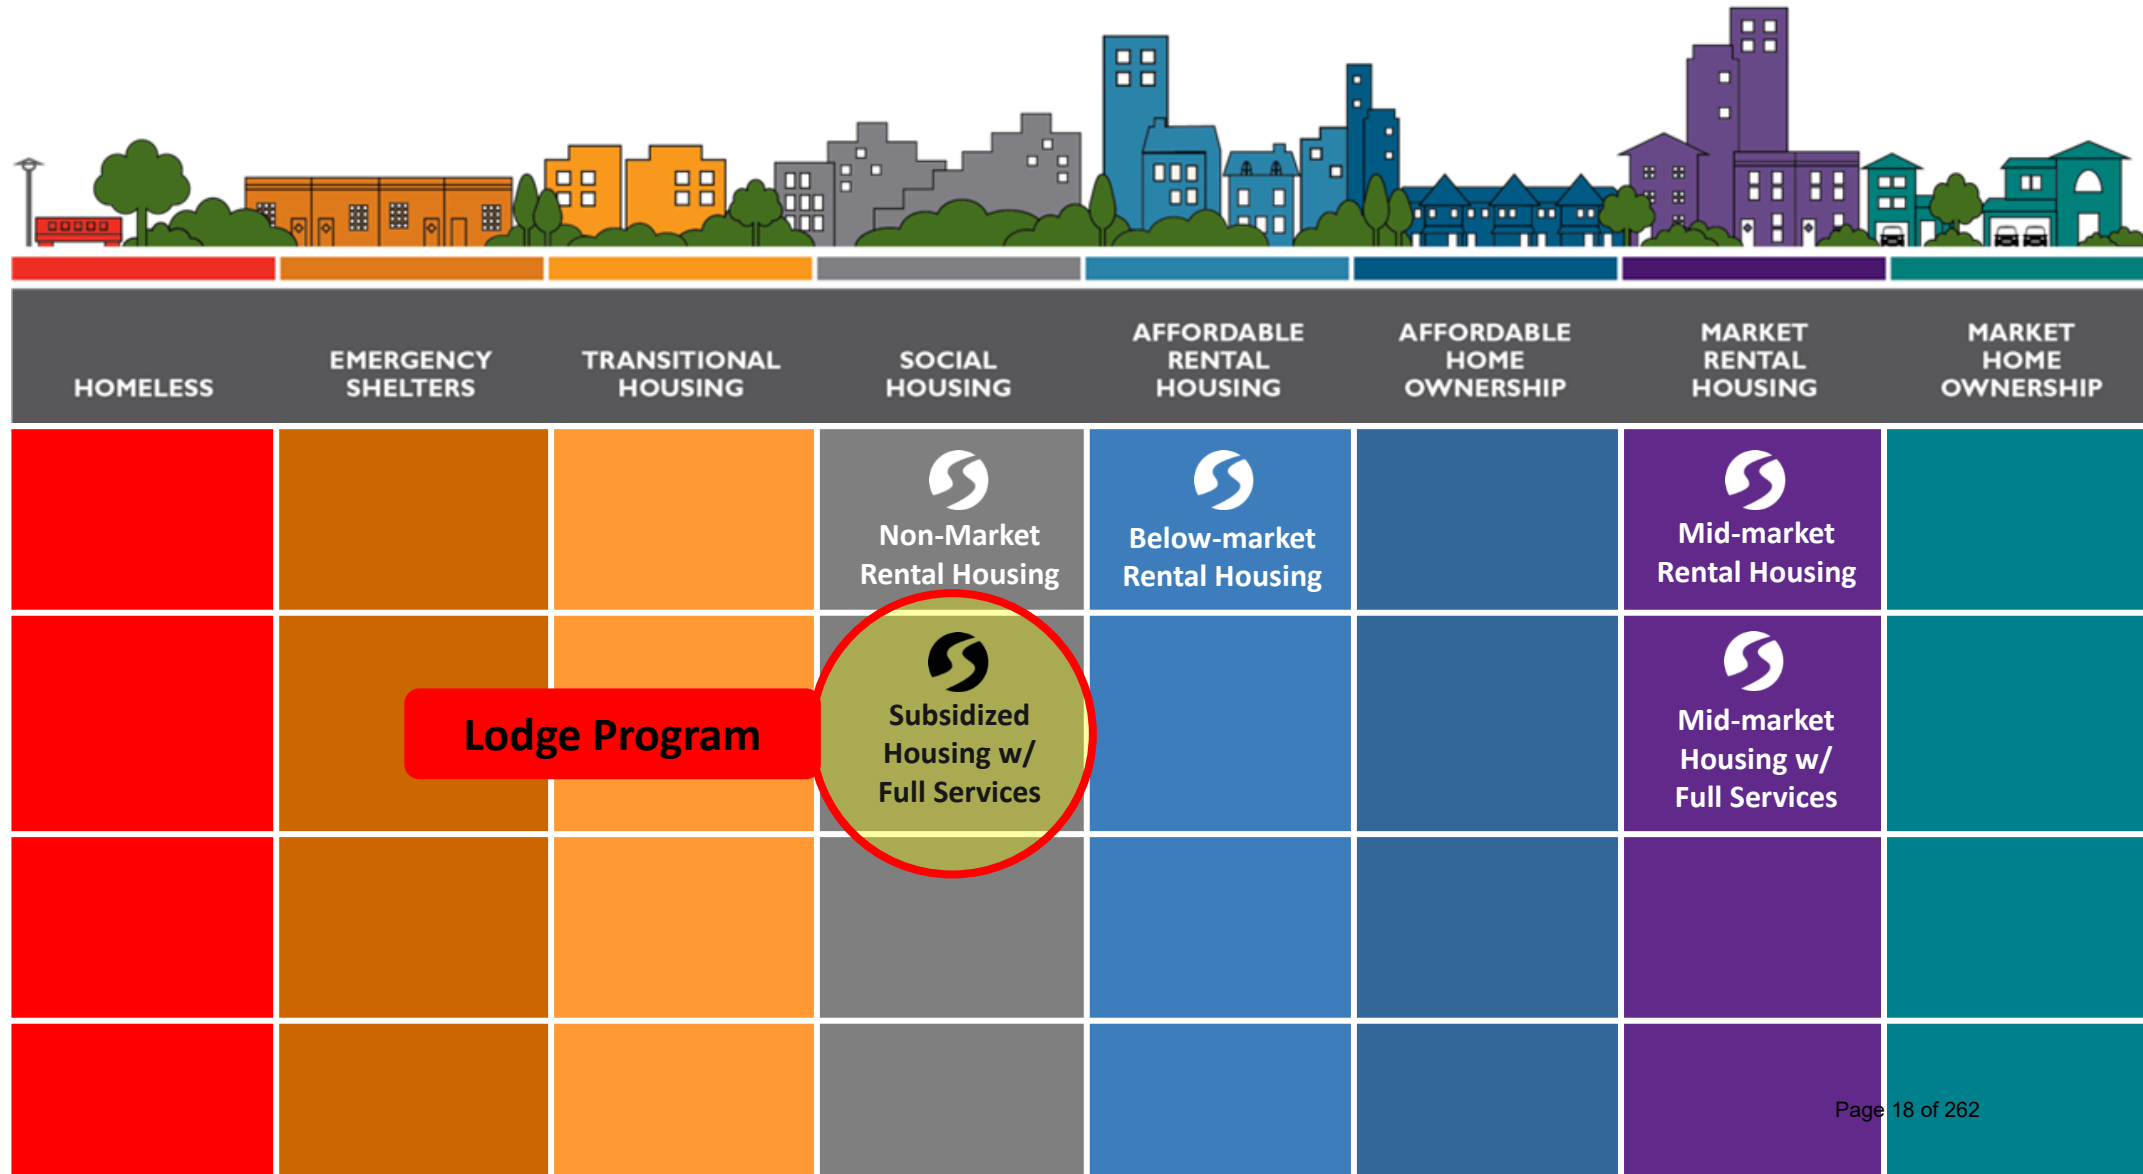 HOMELESS
EMERGENCY
SHELTERS
TRANSITIONAL
HOUSING
SOCIAL
HOUSING
AFFORDABLE
RENTAL
HOUSING
AFFORDABLE
HOME
OWNERSHIP
MARKET
RENTAL
HOUSING
MARKET
HOME
OWNERSHIP
Non-Market
Rental Housing
Below-market
Rental Housing
Mid-market
Rental Housing
Lodge Program
Subsidized
Housing w/
Full Services
Mid-market
Housing w/
Full Services
Page 18 of 262